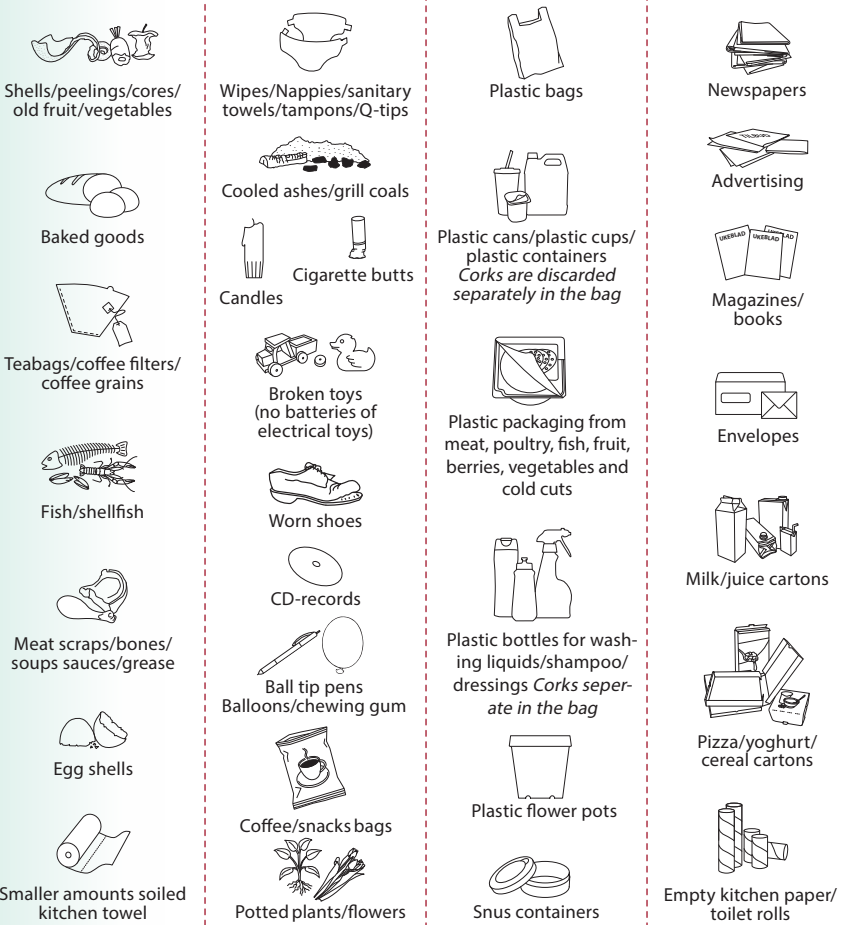 Shells/peelings/cores/
old fruit/vegetables
Baked goods
Teabags/coffee filters/
coffee grains
Fish/shellfish
Meat scraps/bones/
soups sauces/grease
Egg shells
Smaller amounts soiled
kitchen towel
Wipes/Nappies/sanitary
towels/tampons/Q-tips
Cooled ashes/grill coals
Candles
Cigarette butts
Broken toys
(no batteries of
electrical toys)
Worn shoes
CD-records
Ball tip pens
Balloons/chewing gum
Coffee/snacks bags
Potted plants/flowers
Plastic bags
Plastic cans/plastic cups/
plastic containers
Corks are discarded
separately in the bag
Plastic packaging from
meat, poultry, fish, fruit,
berries, vegetables and
cold cuts
Plastic bottles for wash-
ing liquids/shampoo/
dressings Corks seper-
ate in the bag
Plastic flower pots
Snus containers
Newspapers
TILBUD
Advertising
UKEBLAD
UKEBLAD
UKEBLAD
Magazines/
books
Envelopes
Milk/juice cartons
Pizza/yoghurt/
cereal cartons
Empty kitchen paper/
toilet rolls